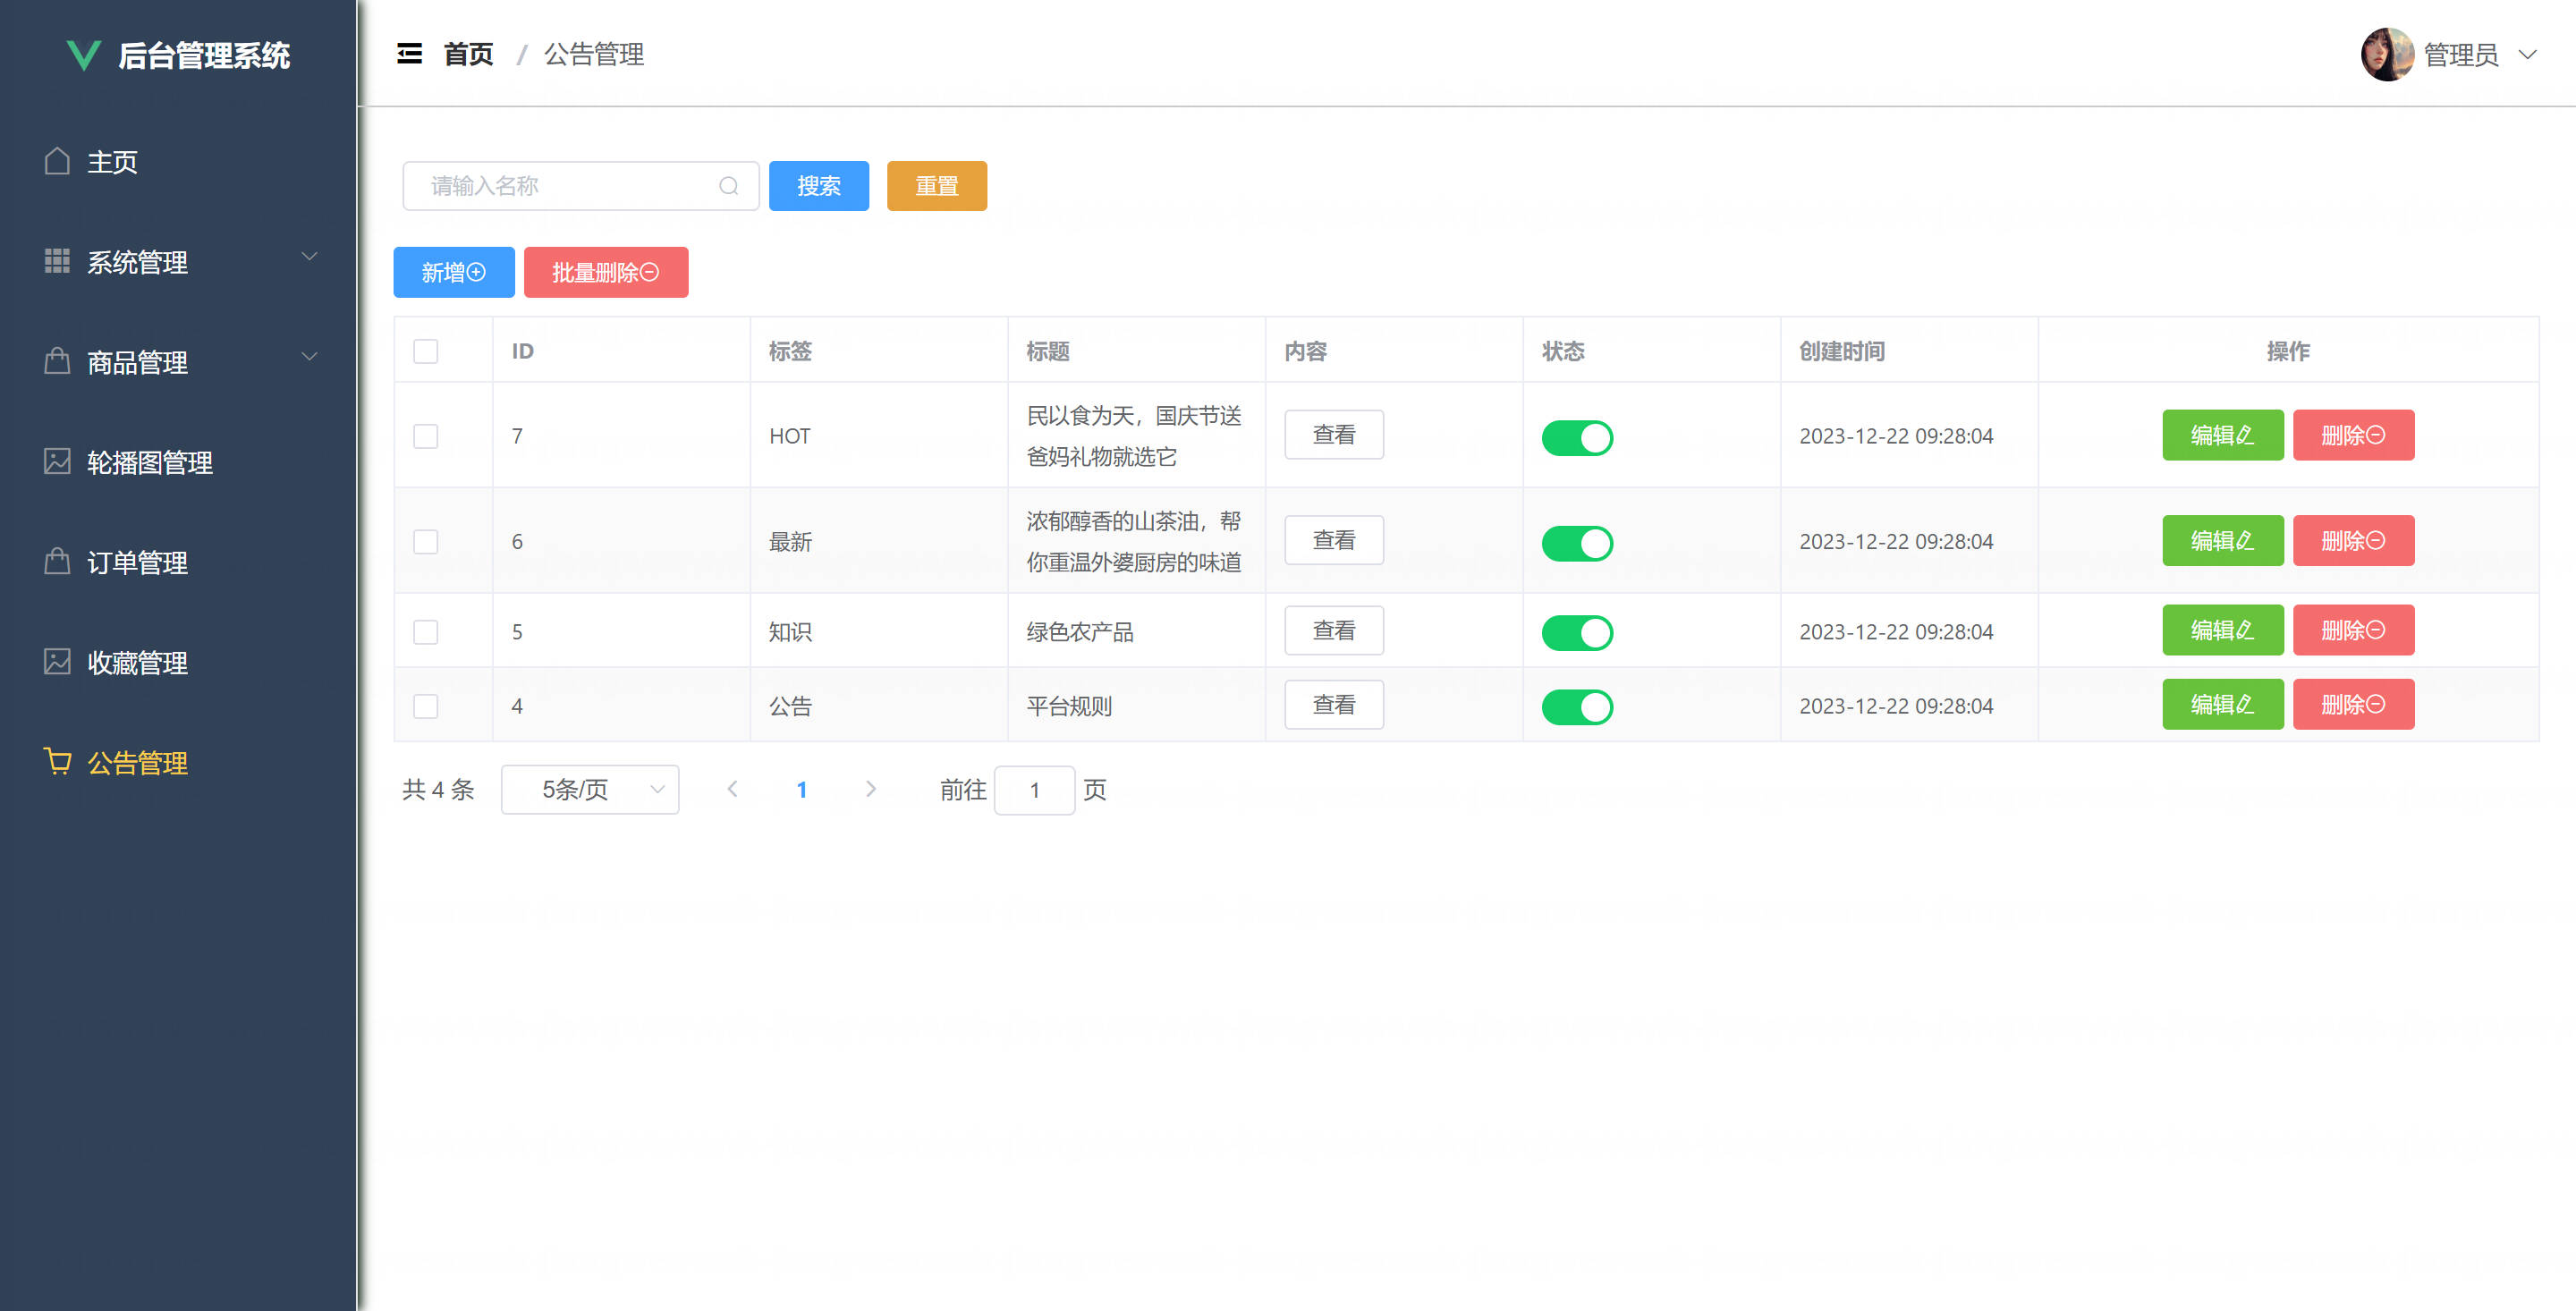 后台管理系统
首页 / 公告管理
管理员
主页
系统管理
商品管理
轮播图管理
订单管理
收藏管理
公告管理
请输入名称
搜索
重置
新增
批量删除
ID 标签 标题 内容 状态 创建时间 操作
7 HOT 民以食为天，国庆节送
爸妈礼物就选它 查看 2023-12-22 09:28:04 编辑 删除
6 最新 浓郁醇香的山茶油，帮
你重温外婆厨房的味道 查看 2023-12-22 09:28:04 编辑 删除
5 知识 绿色农产品 查看 2023-12-22 09:28:04 编辑 删除
4 公告 平台规则 查看 2023-12-22 09:28:04 编辑 删除
共 4 条 5条/页 1 前往 1 页